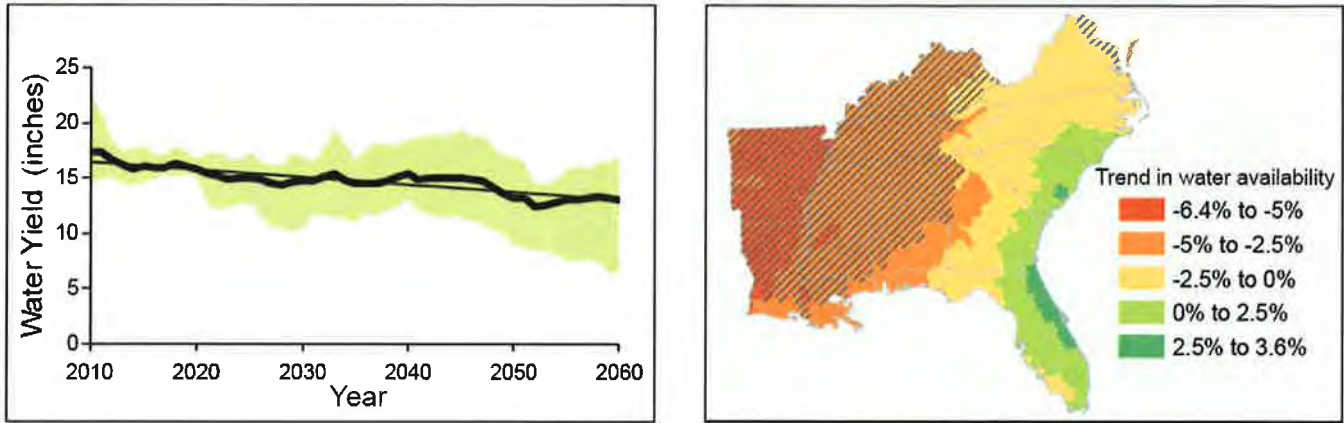 Water Yield (inches)
25
20
15
10
5
0
2010 2020 2030 2040 2050 2060
Year
Trend in water availability
-6.4% to -5%
-5% to -2.5%
-2.5% to 0%
0% to 2.5%
2.5% to 3.6%